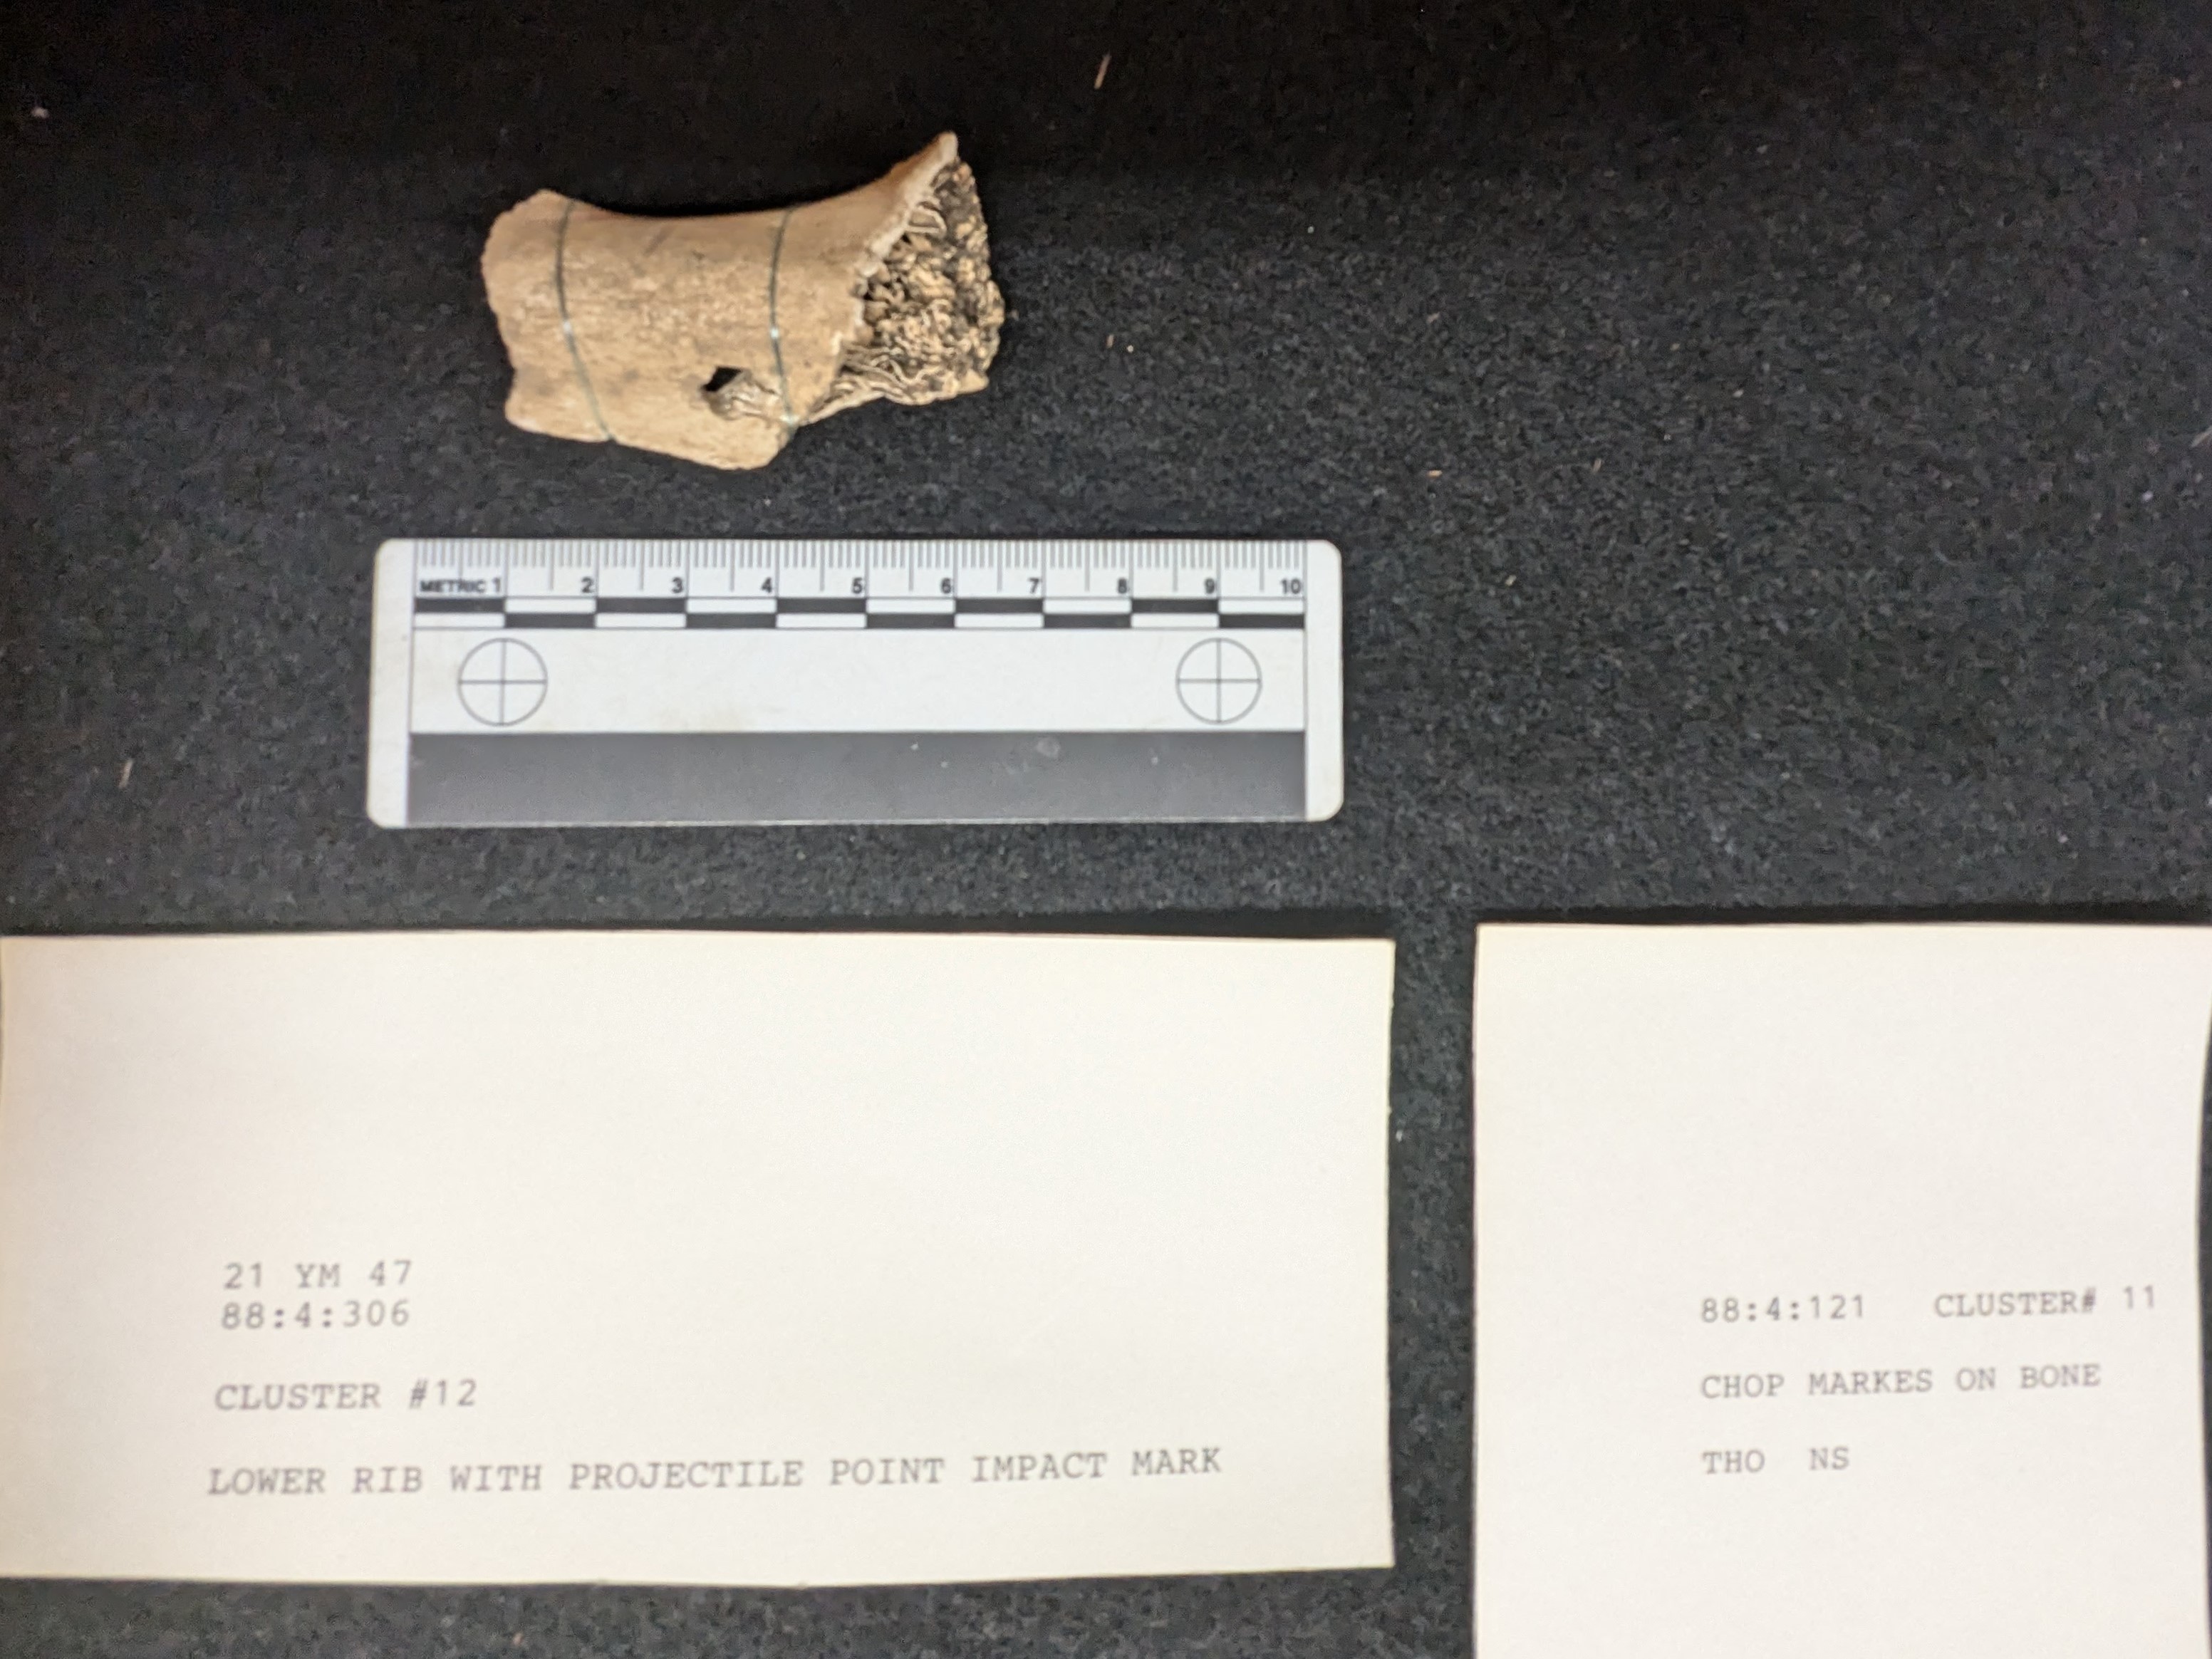 METRIC 1 2 3 4 5 6 7 8 9 10
21 YM 47
88:4:306
CLUSTER #12
LOWER RIB WITH PROJECTILE POINT IMPACT MARK
88:4:121 CLUSTER# 11
CHOP MARKES ON BONE
THO NS